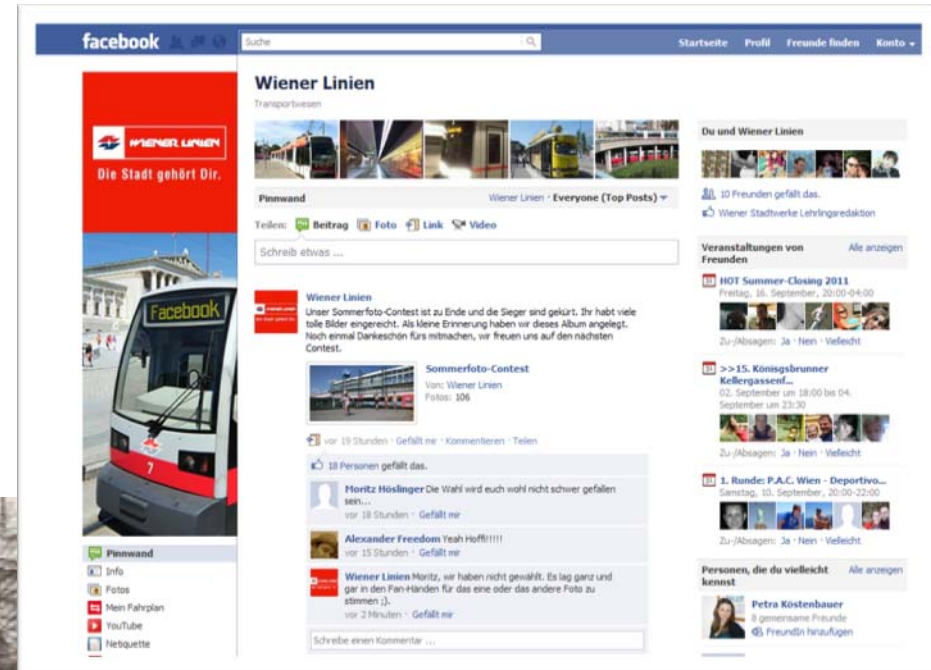 facebook
Suche
Startseite Profil Freunde finden Konto
WIENER LINIEN
Die Stadt gehört Dir.
Facebook
7
Pinnwand
Info
Fotos
Mein Fahrplan
YouTube
Netiquette
Wiener Linien
Transportwesen
Pinnwand
Wiener Linien · Everyone (Top Posts)
Teilen: Beitrag Foto Link Video
Schreib etwas ...
Wiener Linien
Unser Sommerfoto-Contest ist zu Ende und die Sieger sind gekürt. Ihr habt viele
tolle Bilder eingereicht. Als kleine Erinnerung haben wir dieses Album angelegt.
Noch einmal Dankeschön fürs mitmachen, wir freuen uns auf den nächsten
Contest.
Sommerfoto-Contest
Von: Wiener Linien
Fotos: 106
vor 19 Stunden · Gefällt mir · Kommentieren · Teilen
18 Personen gefällt das.
Moritz Höslinger Die Wahl wird euch wohl nicht schwer gefallen
sein...
vor 18 Stunden · Gefällt mir
Alexander Freedom Yeah Hoffi!!!!!
vor 15 Stunden · Gefällt mir
Wiener Linien Moritz, wir haben nicht gewählt. Es lag ganz und
gar in den Fan-Händen für das eine oder das andere Foto zu
stimmen ;).
vor 2 Minuten · Gefällt mir
Schreibe einen Kommentar ...
Du und Wiener Linien
10 Freunden gefällt das.
Wiener Stadtwerke Lehrlingsredaktion
Veranstaltungen von
Freunden
Alle anzeigen
HOT Summer-Closing 2011
Freitag, 16. September, 20:00-04:00
Zu-/Absagen: Ja · Nein · Vielleicht
>>15. Königsbrunner
Kellergassenf...
02. September um 18:00 bis 04.
September um 23:30
Zu-/Absagen: Ja · Nein · Vielleicht
1. Runde: P.A.C. Wien - Deportivo...
Samstag, 10. September, 20:00-22:00
Zu-/Absagen: Ja · Nein · Vielleicht
Personen, die du vielleicht
kennst
Alle anzeigen
Petra Köstenbauer
8 gemeinsame Freunde
FreundIn hinzufügen